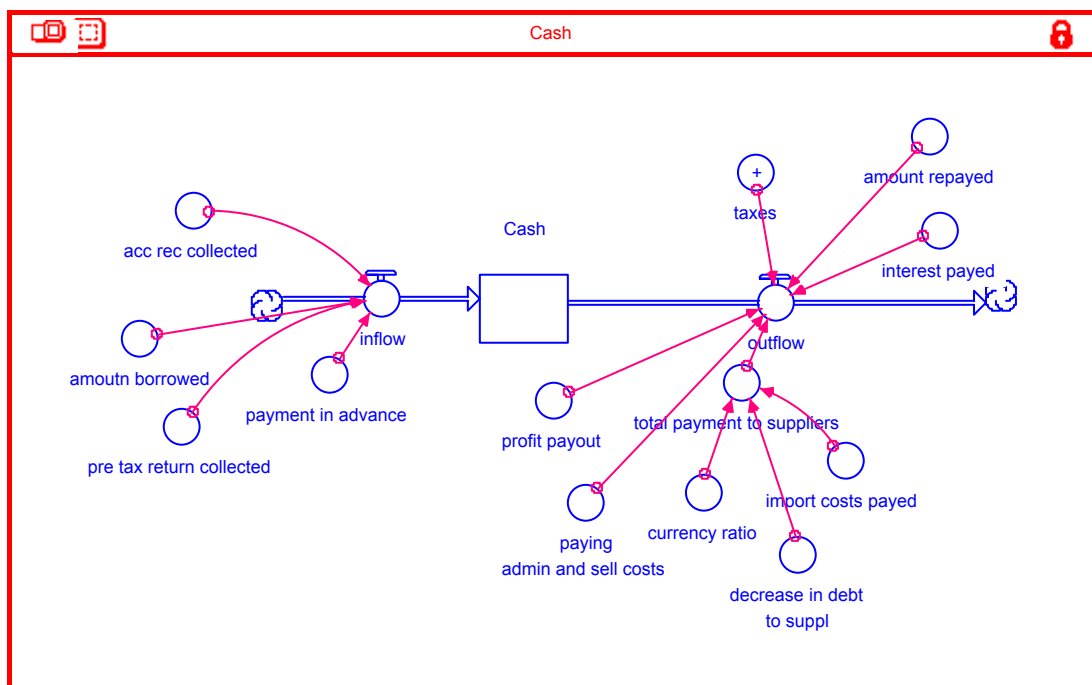 Cash
amount repayed
+
taxes
acc rec collected
Cash
interest payed
inflow
outflow
amoutn borrowed
payment in advance
profit payout
total payment to suppliers
pre tax return collected
import costs payed
currency ratio
paying
admin and sell costs
decrease in debt
to suppl